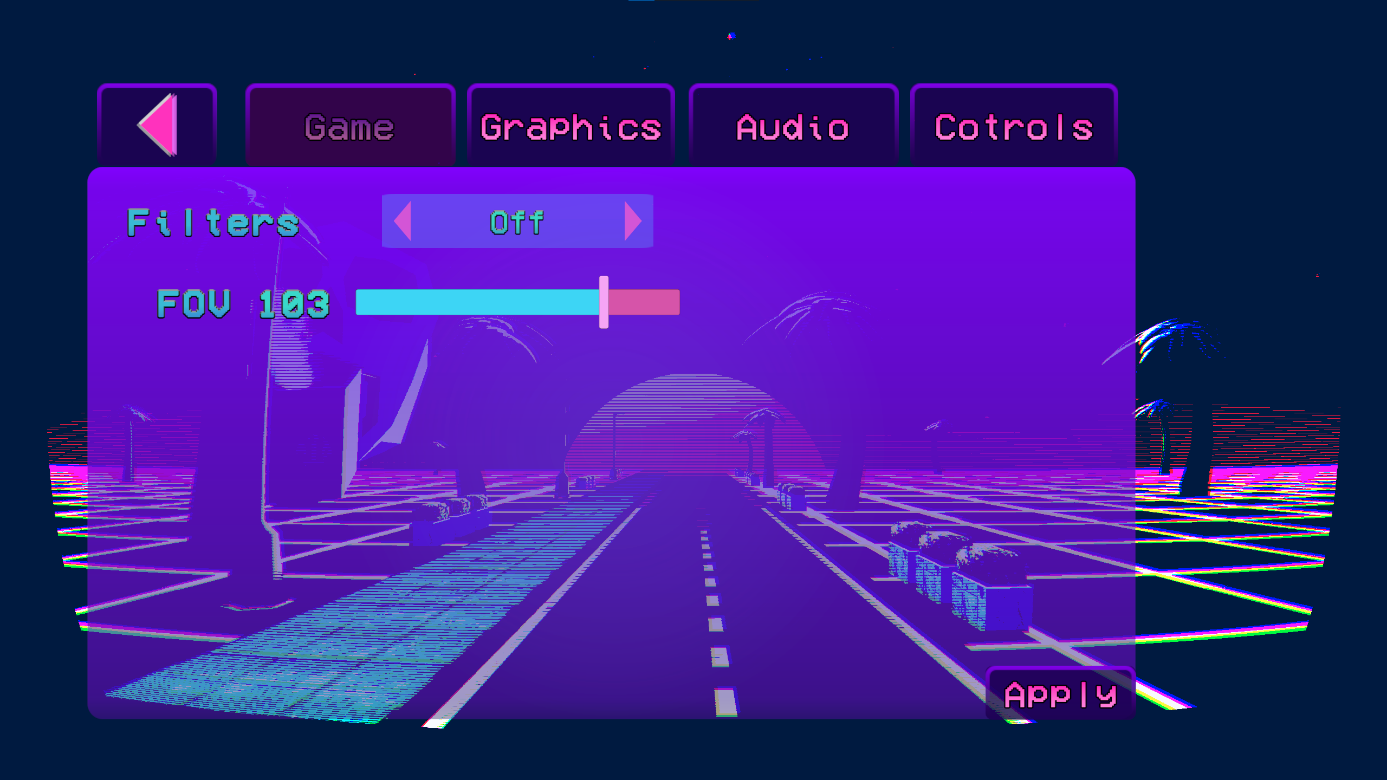 Game Graphics Audio Cotrols
Filters Off
FOV 103
Apply